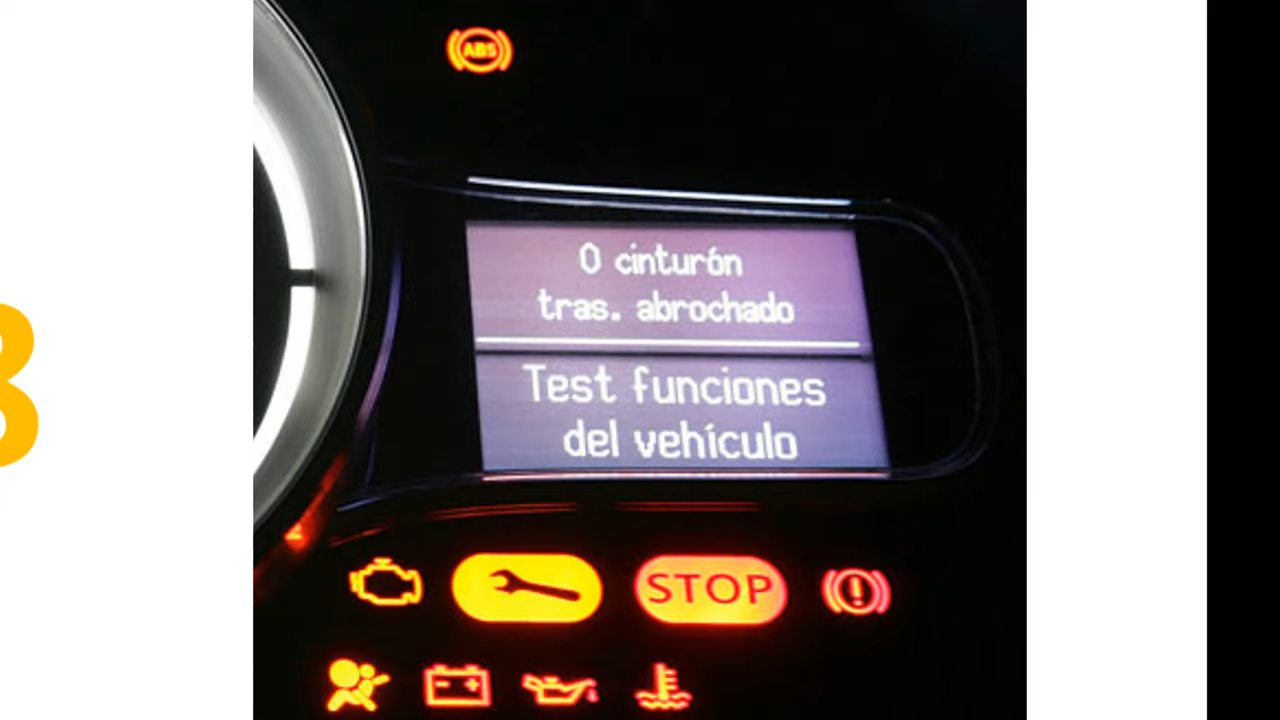 ABS
0 cinturón
tras. abrochado
Test funciones
del vehículo
STOP